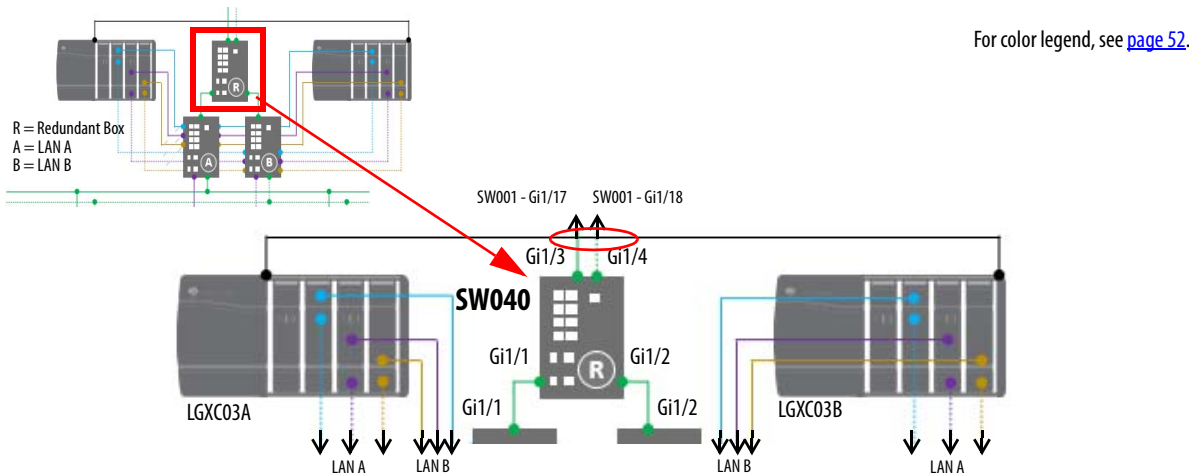 For color legend, see page 52.
R
R = Redundant Box
A = LAN A
B = LAN B
A
B
SW001 - Gi1/17
SW001 - Gi1/18
Gi1/3
Gi1/4
SW040
Gi1/1
Gi1/2
R
LGXC03A
Gi1/1
Gi1/2
LGXC03B
LAN A
LAN B
LAN B
LAN A